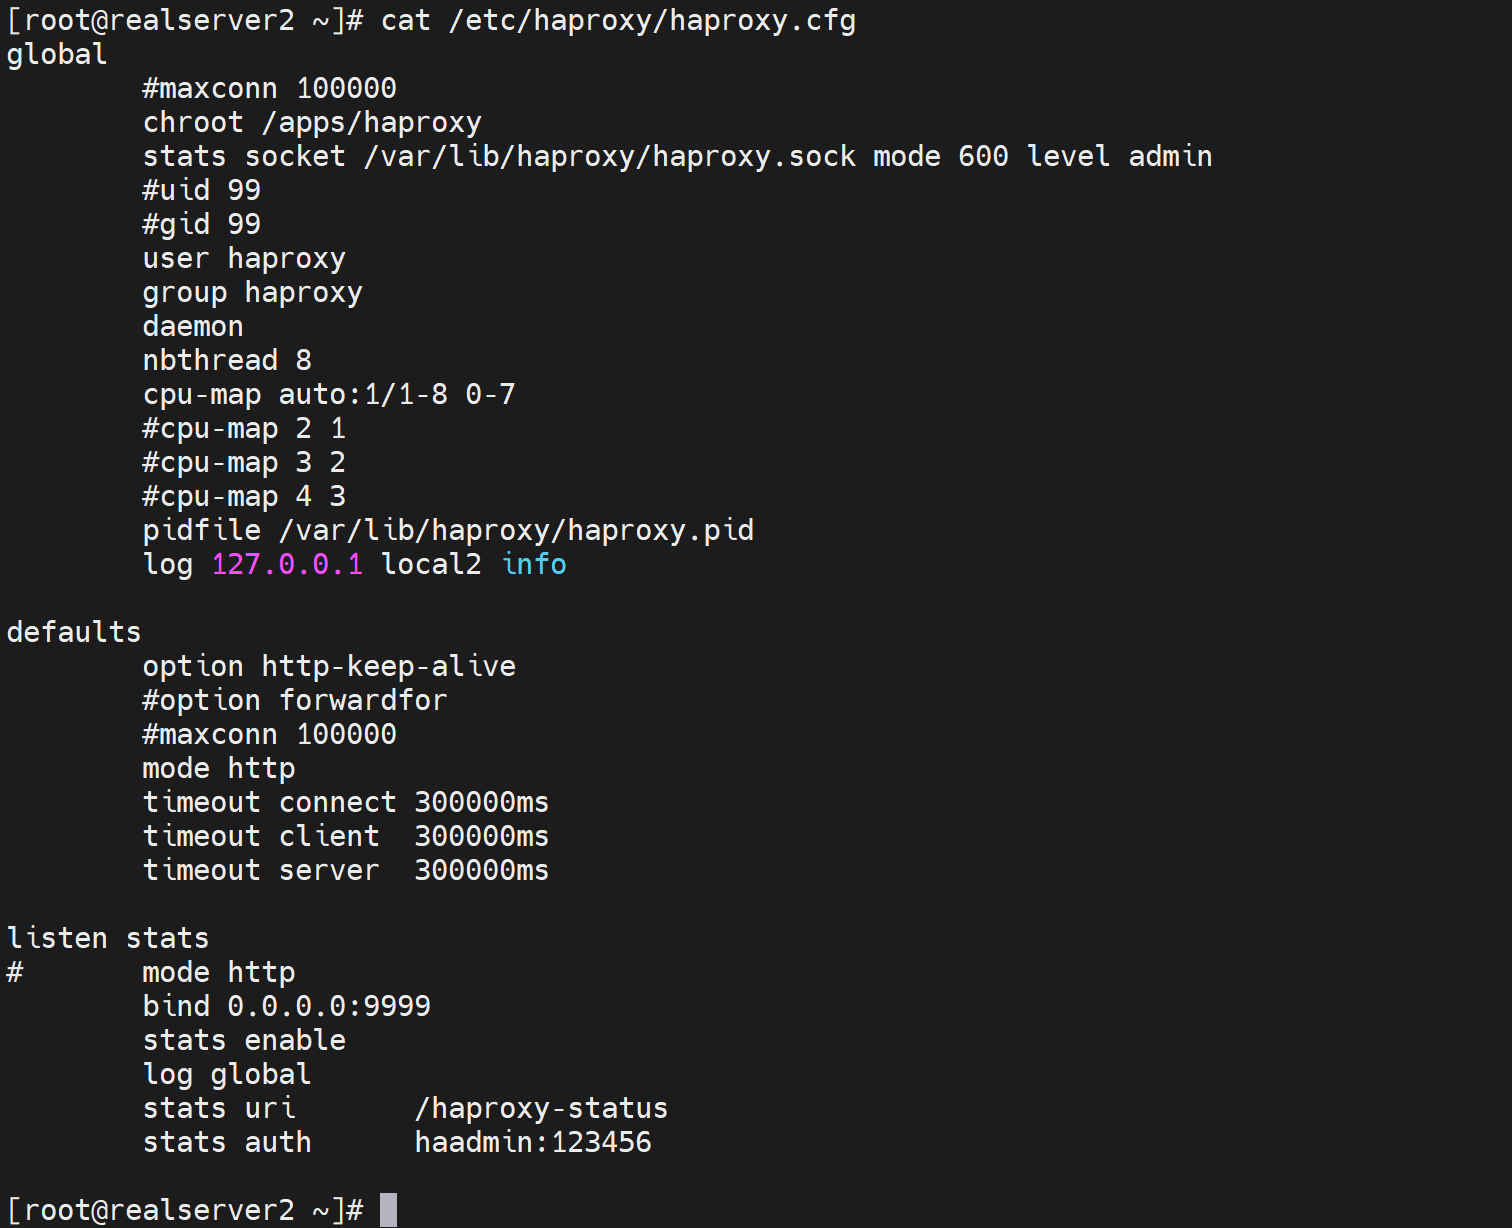 [root@realserver2 ~]# cat /etc/haproxy/haproxy.cfg
global
        #maxconn 100000
        chroot /apps/haproxy
        stats socket /var/lib/haproxy/haproxy.sock mode 600 level admin
        #uid 99
        #gid 99
        user haproxy
        group haproxy
        daemon
        nbthread 8
        cpu-map auto:1/1-8 0-7
        #cpu-map 2 1
        #cpu-map 3 2
        #cpu-map 4 3
        pidfile /var/lib/haproxy/haproxy.pid
        log 127.0.0.1 local2 info

defaults
        option http-keep-alive
        #option forwardfor
        #maxconn 100000
        mode http
        timeout connect 300000ms
        timeout client  300000ms
        timeout server  300000ms

listen stats
#       mode http
        bind 0.0.0.0:9999
        stats enable
        log global
        stats uri       /haproxy-status
        stats auth      haadmin:123456

[root@realserver2 ~]#